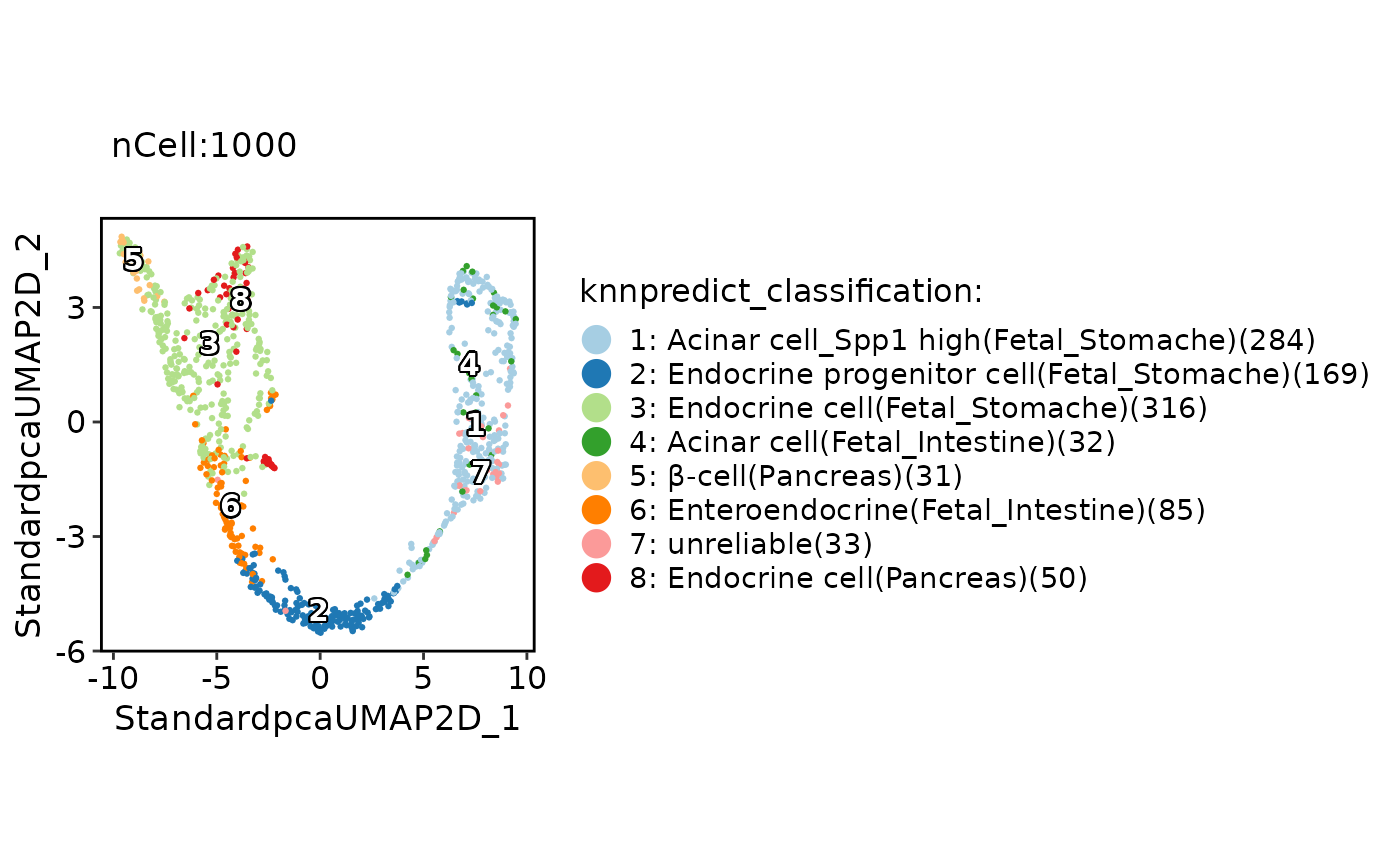 nCell:1000
StandardpcaUMAP2D_2
3
0
-3
-6
-10
-5
0
5
10
StandardpcaUMAP2D_1
5
8
3
6
2
4
1
7
knnpredict_classification:
1: Acinar cell_Spp1 high(Fetal_Stomache)(284)
2: Endocrine progenitor cell(Fetal_Stomache)(169)
3: Endocrine cell(Fetal_Stomache)(316)
4: Acinar cell(Fetal_Intestine)(32)
5: β-cell(Pancreas)(31)
6: Enteroendocrine(Fetal_Intestine)(85)
7: unreliable(33)
8: Endocrine cell(Pancreas)(50)